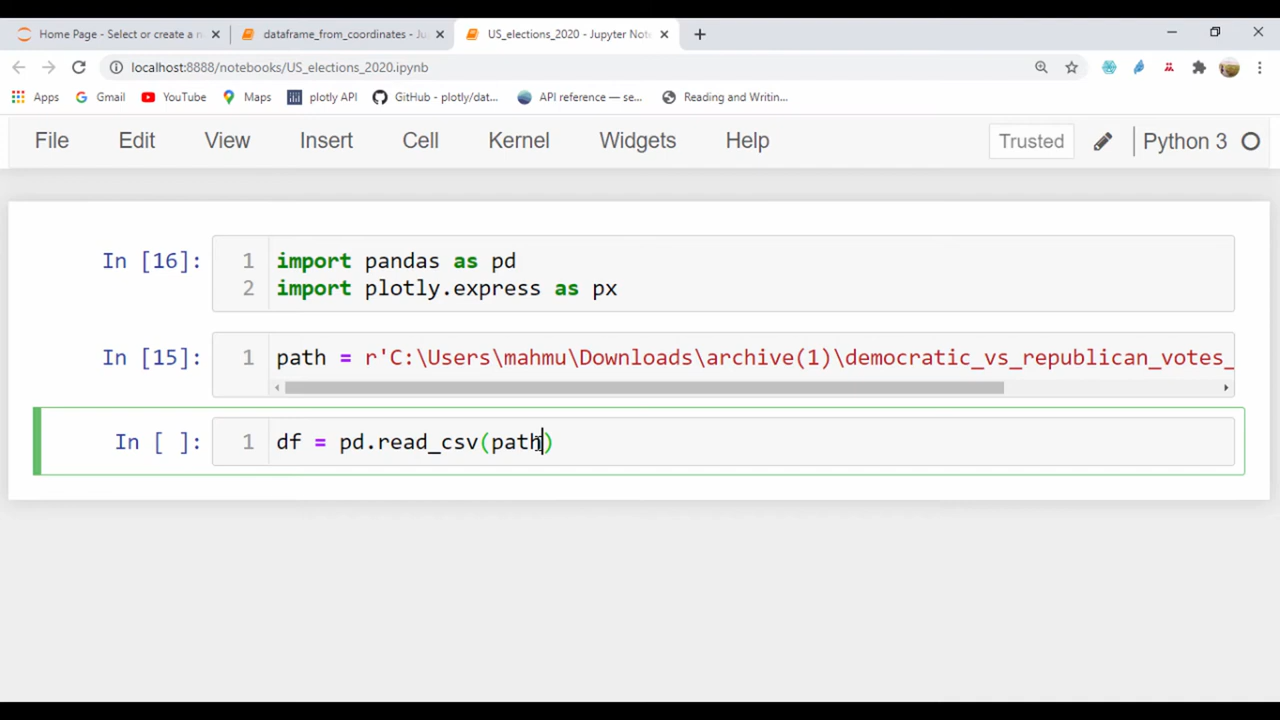 Home Page - Select or create a n
dataframe_from_coordinates - Ju
US_elections_2020 - Jupyter Note
localhost:8888/notebooks/US_elections_2020.ipynb
Apps Gmail YouTube Maps plotly API GitHub - plotly/dat... API reference — se... Reading and Writin...
File Edit View Insert Cell Kernel Widgets Help Trusted Python 3
In [16]: 1 import pandas as pd
2 import plotly.express as px
In [15]: 1 path = r'C:\Users\mahmu\Downloads\archive(1)\democratic_vs_republican_votes_
In [ ]: 1 df = pd.read_csv(path)